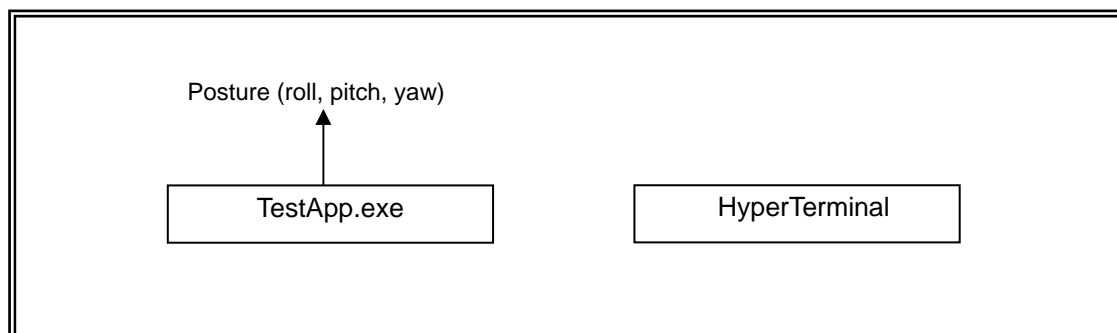 Posture (roll, pitch, yaw)
TestApp.exe
HyperTerminal